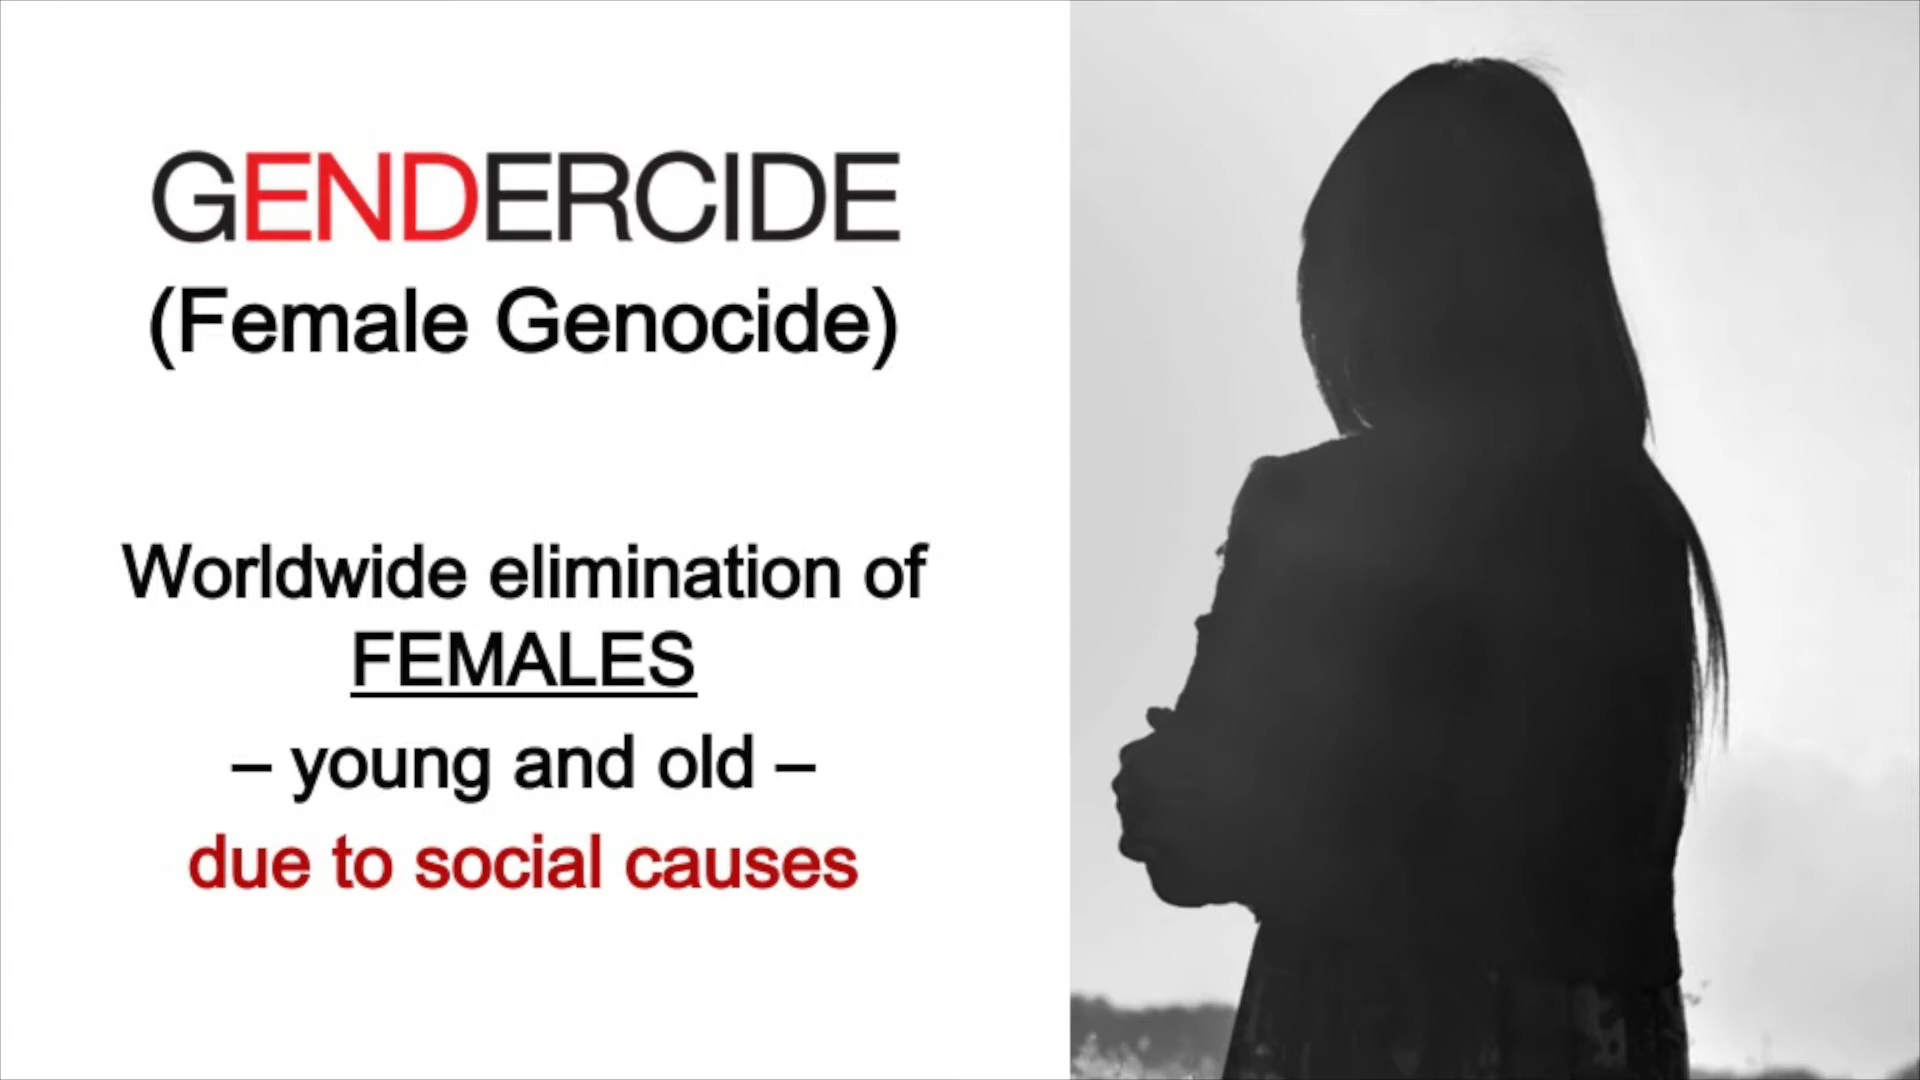 GENDERCIDE
(Female Genocide)
Worldwide elimination of
FEMALES
– young and old –
due to social causes